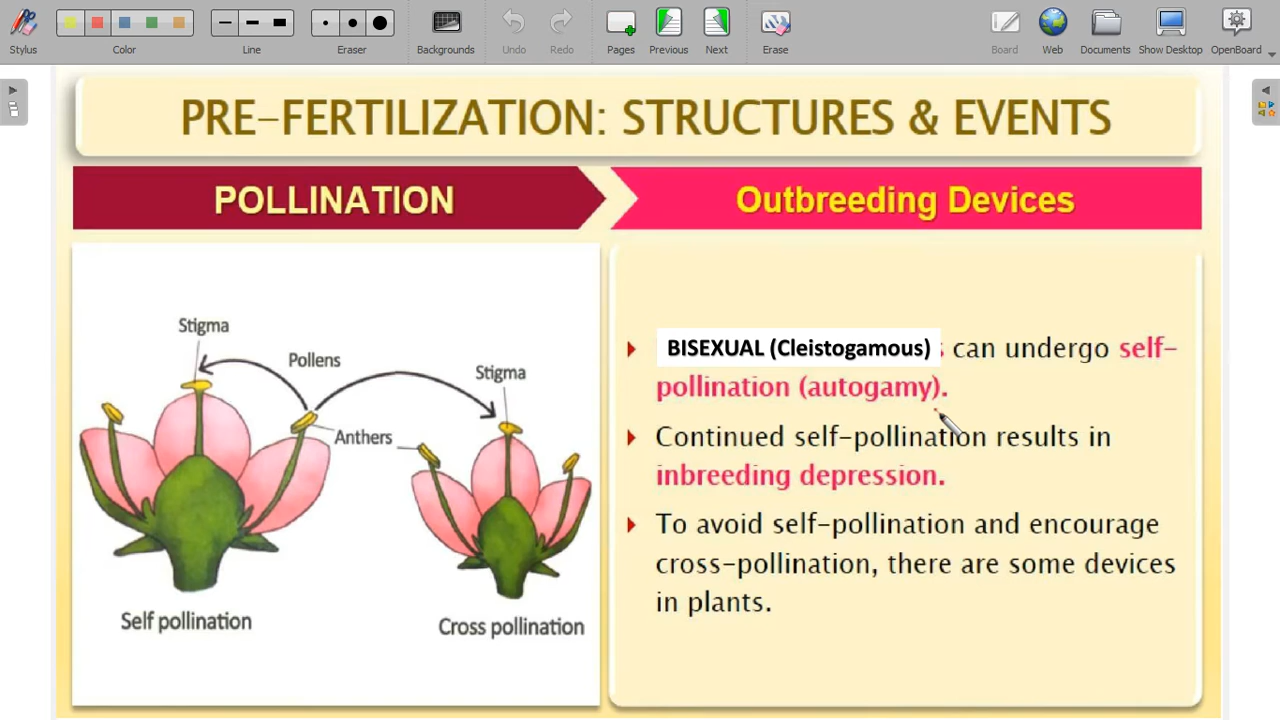 Stylus
Color
Line
Eraser
Backgrounds
Undo
Redo
Pages
Previous
Next
Erase
Board
Web
Documents
Show Desktop
OpenBoard
PRE-FERTILIZATION: STRUCTURES & EVENTS
POLLINATION
Outbreeding Devices
Stigma
Pollens
Stigma
Anthers
Self pollination
Cross pollination
BISEXUAL (Cleistogamous) can undergo self-
pollination (autogamy).
Continued self-pollination results in
inbreeding depression.
To avoid self-pollination and encourage
cross-pollination, there are some devices
in plants.